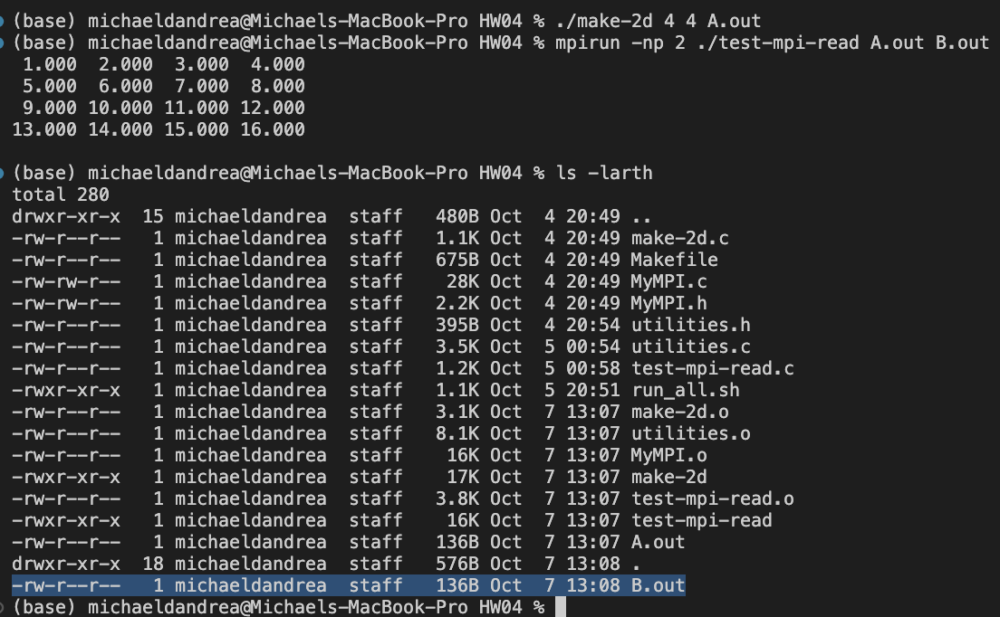 (base) michaeldandrea@Michaels-MacBook-Pro HW04 % ./make-2d 4 4 A.out
(base) michaeldandrea@Michaels-MacBook-Pro HW04 % mpirun -np 2 ./test-mpi-read A.out B.out
 1.000  2.000  3.000  4.000
 5.000  6.000  7.000  8.000
 9.000 10.000 11.000 12.000
13.000 14.000 15.000 16.000
(base) michaeldandrea@Michaels-MacBook-Pro HW04 % ls -larth
total 280
drwxr-xr-x  15 michaeldandrea  staff   480B Oct  4 20:49 ..
-rw-r--r--   1 michaeldandrea  staff   1.1K Oct  4 20:49 make-2d.c
-rw-r--r--   1 michaeldandrea  staff   675B Oct  4 20:49 Makefile
-rw-rw-r--   1 michaeldandrea  staff    28K Oct  4 20:49 MyMPI.c
-rw-rw-r--   1 michaeldandrea  staff   2.2K Oct  4 20:49 MyMPI.h
-rw-r--r--   1 michaeldandrea  staff   395B Oct  4 20:54 utilities.h
-rw-r--r--   1 michaeldandrea  staff   3.5K Oct  5 00:54 utilities.c
-rw-r--r--   1 michaeldandrea  staff   1.2K Oct  5 00:58 test-mpi-read.c
-rwxr-xr-x   1 michaeldandrea  staff   1.1K Oct  5 20:51 run_all.sh
-rw-r--r--   1 michaeldandrea  staff   3.1K Oct  7 13:07 make-2d.o
-rw-r--r--   1 michaeldandrea  staff   8.1K Oct  7 13:07 utilities.o
-rw-r--r--   1 michaeldandrea  staff    16K Oct  7 13:07 MyMPI.o
-rwxr-xr-x   1 michaeldandrea  staff    17K Oct  7 13:07 make-2d
-rw-r--r--   1 michaeldandrea  staff   3.8K Oct  7 13:07 test-mpi-read.o
-rwxr-xr-x   1 michaeldandrea  staff    16K Oct  7 13:07 test-mpi-read
-rw-r--r--   1 michaeldandrea  staff   136B Oct  7 13:07 A.out
drwxr-xr-x  18 michaeldandrea  staff   576B Oct  7 13:08 .
-rw-r--r--   1 michaeldandrea  staff   136B Oct  7 13:08 B.out
(base) michaeldandrea@Michaels-MacBook-Pro HW04 %